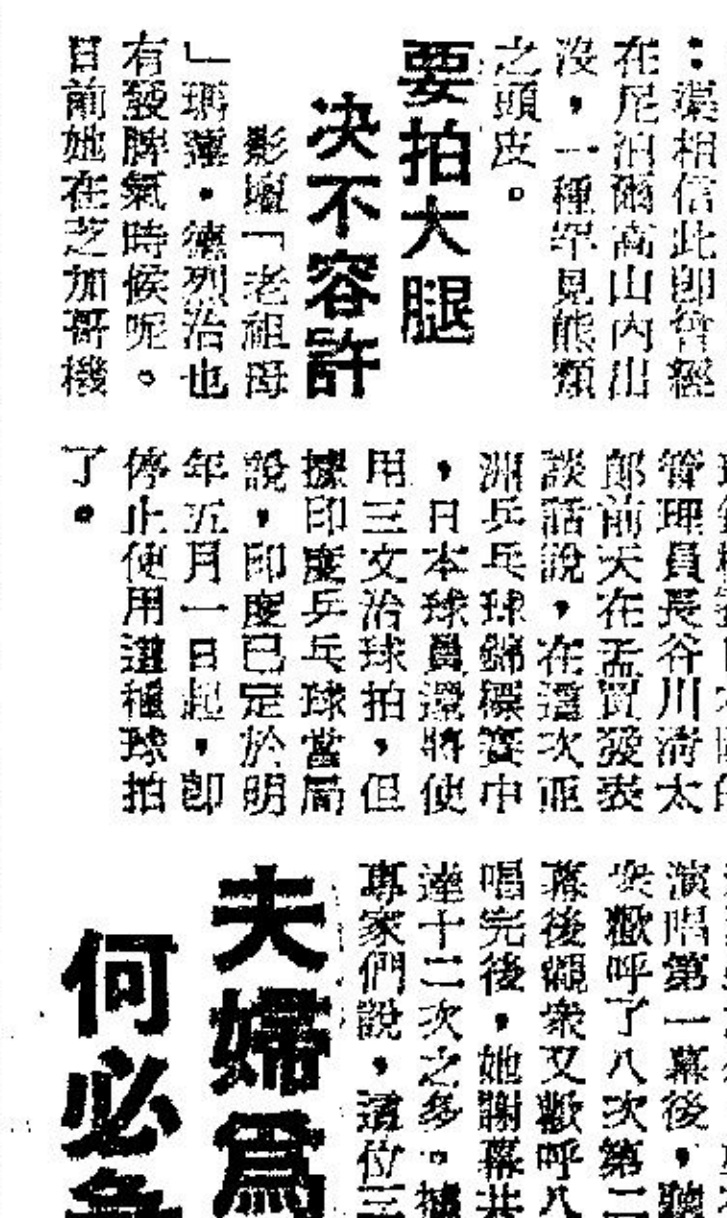 ：漠相信此即曾經
在尼泊爾高山內出
沒，一種罕見熊類
之頭皮。
要拍大腿
决不容許
影壇「老祖母
」瑪蓮・德列治也
有發脾氣時候呢。
目前她在芝加哥機
管理員長谷川清太
郎前天在孟買發表
談話說，在這次亞
洲乒乓球錦標賽中
，日本球員還將使
用三文治球拍，但
據印度乒乓球當局
說，印度已定於明
年五月一日起，即
停止使用這種球拍
了。
演唱第一幕後，聽
衆歡呼了八次第二
幕後觀衆又歡呼八
唱完後，她謝幕共
達十二次之多。據
專家們說，這位三
夫婦爲
何必